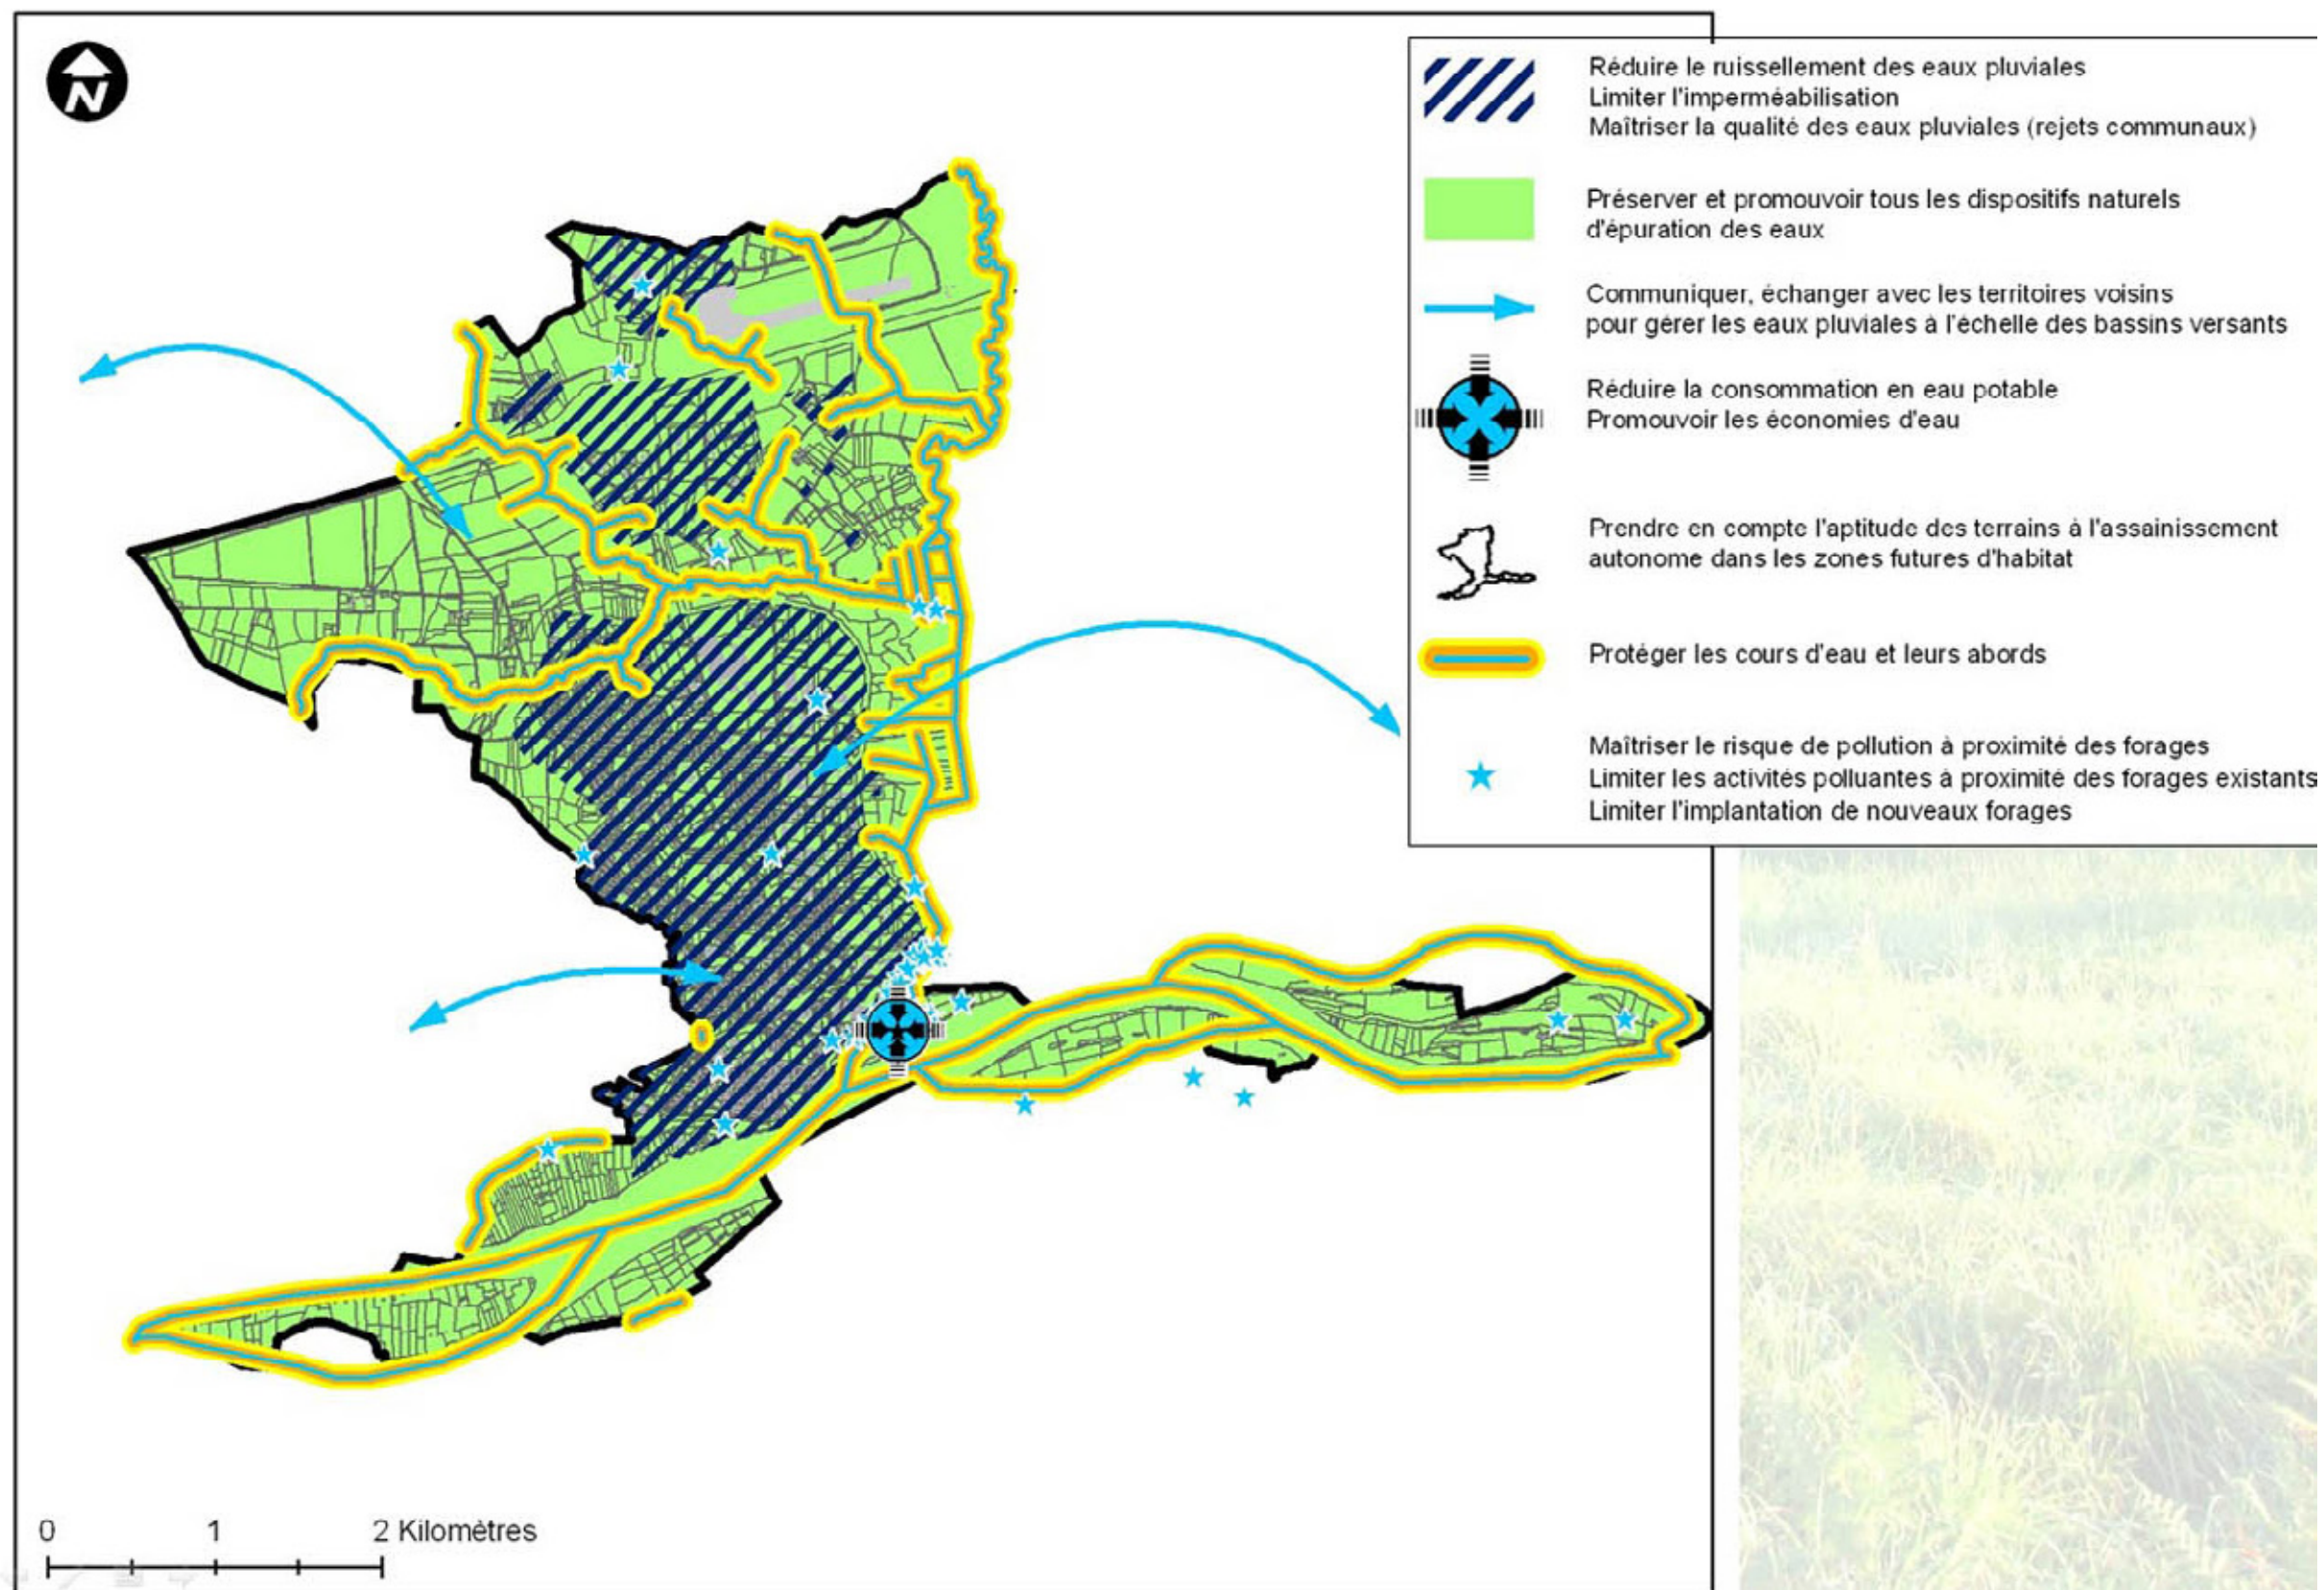 N
Réduire le ruissellement des eaux pluviales
Limiter l'imperméabilisation
Maîtriser la qualité des eaux pluviales (rejets communaux)
Préserver et promouvoir tous les dispositifs naturels
d'épuration des eaux
Communiquer, échanger avec les territoires voisins
pour gérer les eaux pluviales à l'échelle des bassins versants
Réduire la consommation en eau potable
Promouvoir les économies d'eau
Prendre en compte l'aptitude des terrains à l'assainissement
autonome dans les zones futures d'habitat
Protéger les cours d'eau et leurs abords
Maîtriser le risque de pollution à proximité des forages
Limiter les activités polluantes à proximité des forages existants
Limiter l'implantation de nouveaux forages
0 1 2 Kilomètres